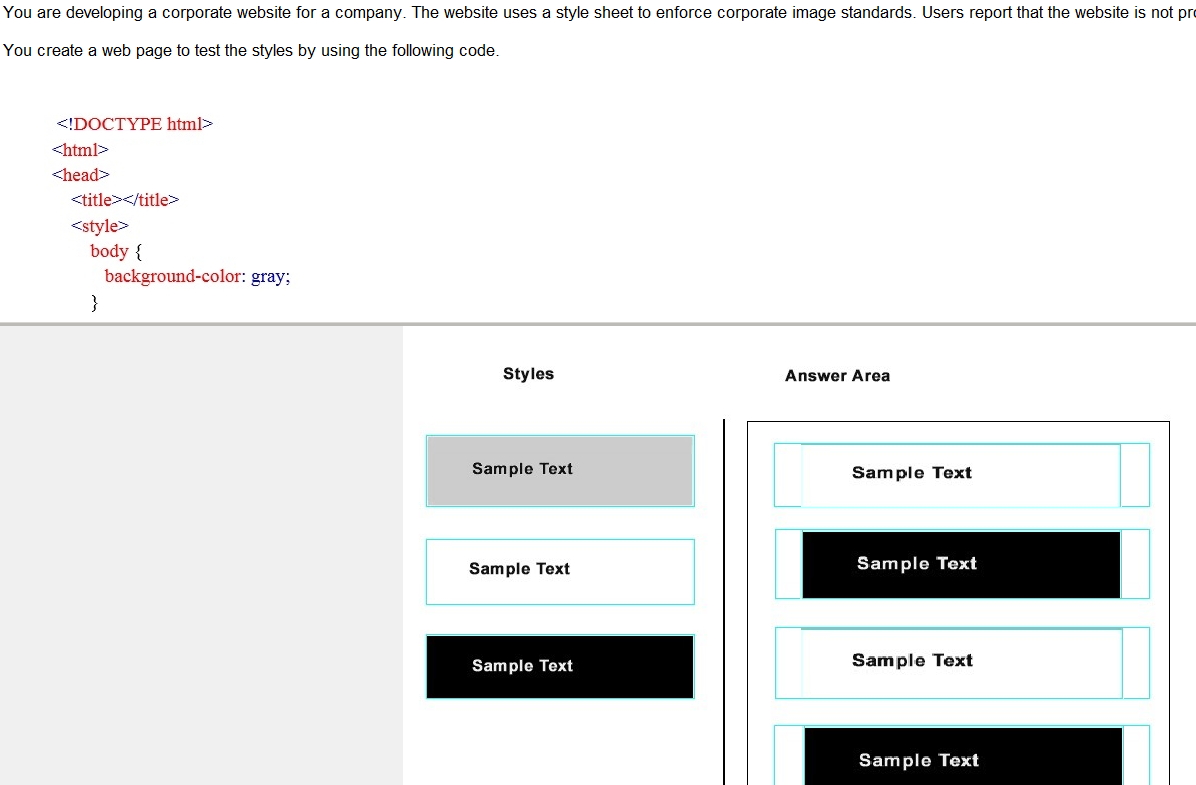 You are developing a corporate website for a company. The website uses a style sheet to enforce corporate image standards. Users report that the website is not
You create a web page to test the styles by using the following code.
<!DOCTYPE html>
<html>
<head>
<title></title>
<style>
body {
background-color: gray;
}
Styles
Answer Area
Sample Text
Sample Text
Sample Text
Sample Text
Sample Text
Sample Text
Sample Text